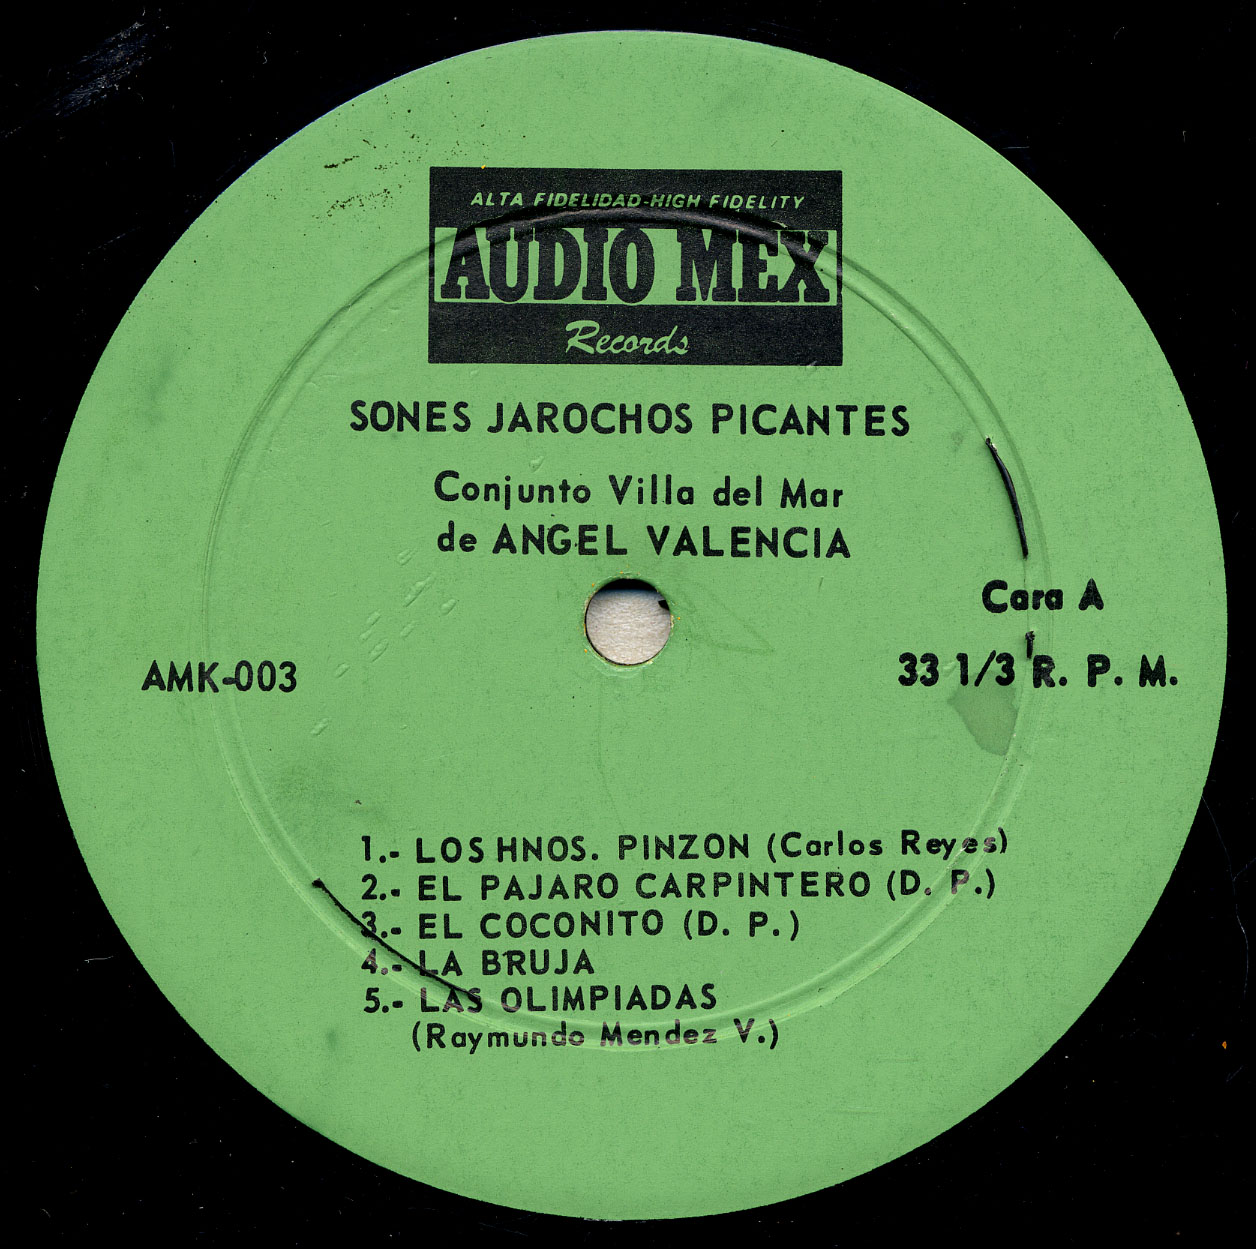 ALTA FIDELIDAD-HIGH FIDELITY
AUDIO MEX
Records
SONES JAROCHOS PICANTES
Conjunto Villa del Mar
de ANGEL VALENCIA
Cara A
AMK-003
33 1/3 R. P. M.
1.- LOS HNOS. PINZON (Carlos Reyes)
2.- EL PAJARO CARPINTERO (D. P.)
3.- EL COCONITO (D. P.)
4.- LA BRUJA
5.- LAS OLIMPIADAS
(Raymundo Mendez V.)